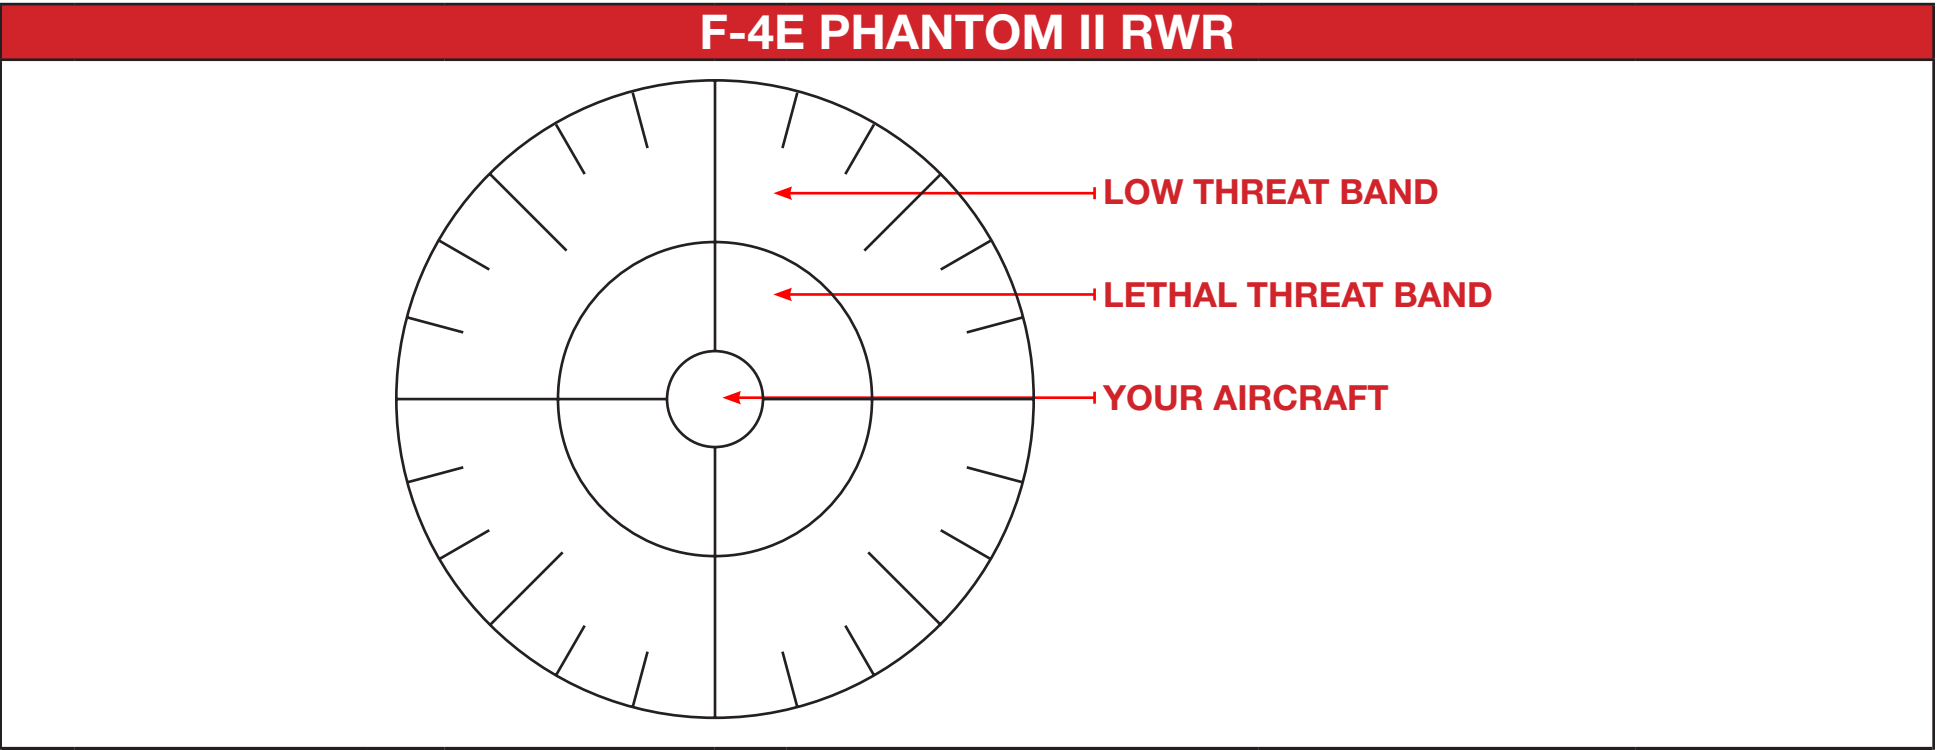 F-4E PHANTOM II RWR
LOW THREAT BAND
LETHAL THREAT BAND
YOUR AIRCRAFT